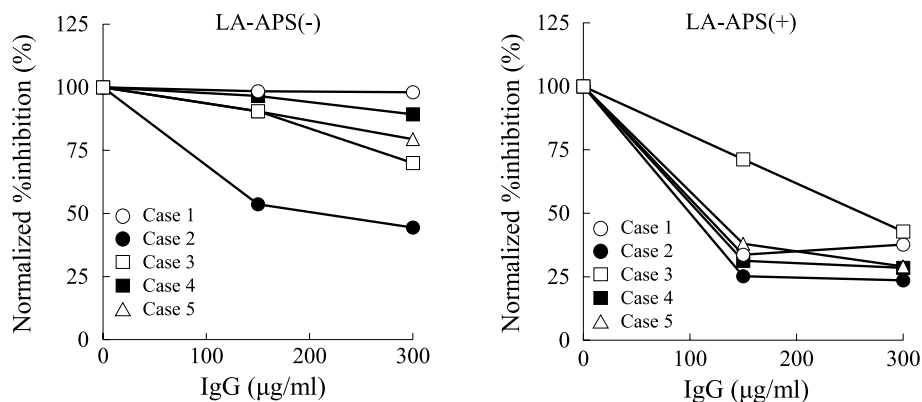 LA-APS(-)
Normalized %inhibition (%)
125
100
75
50
25
0
Case 1
Case 2
Case 3
Case 4
Case 5
0 100 200 300
IgG (μg/ml)
LA-APS(+)
Normalized %inhibition (%)
125
100
75
50
25
0
Case 1
Case 2
Case 3
Case 4
Case 5
0 100 200 300
IgG (μg/ml)